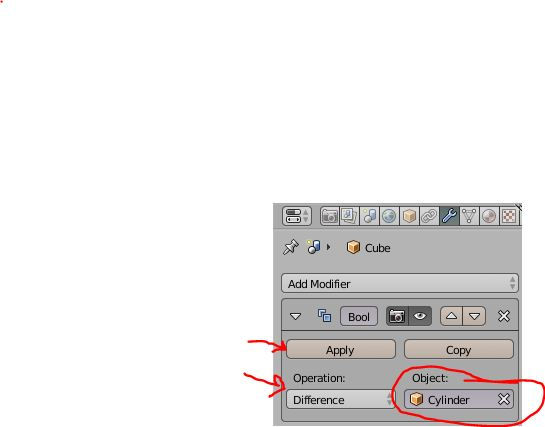 Cube
Add Modifier
Bool
Apply Copy
Operation: Object:
Difference Cylinder